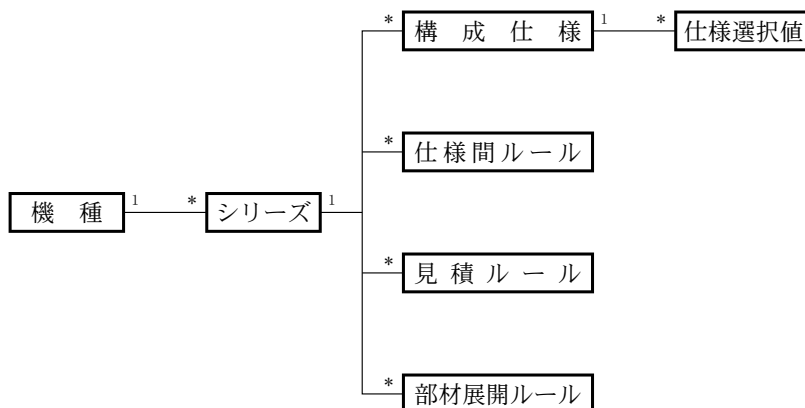 * 構成仕様 1 * 仕様選択値
* 仕様間ルール
機種 1 * シリーズ 1
* 見積ルール
* 部材展開ルール